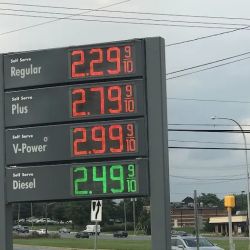 Self Serve
Regular 2.29 9/10
Self Serve
Plus 2.79 9/10
Self Serve
V-Power 2.99 9/10
Self Serve
Diesel 2.49 9/10